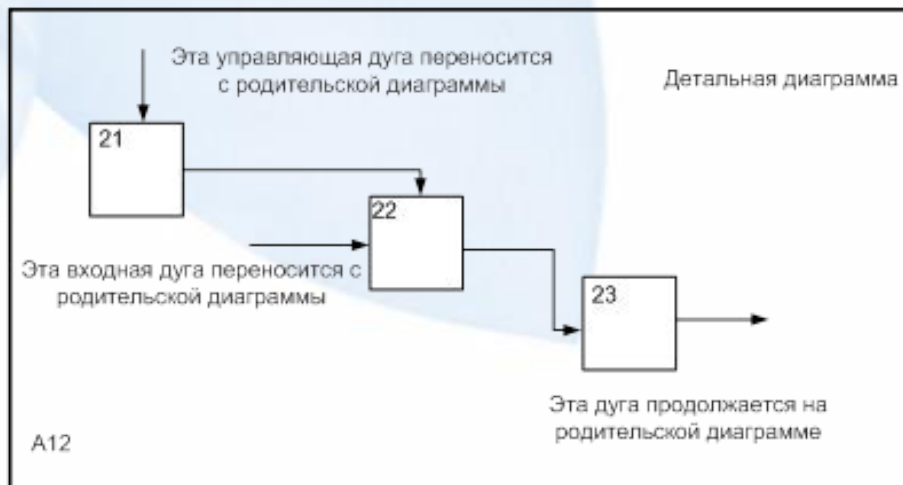 Эта управляющая дуга переносится
с родительской диаграммы
Детальная диаграмма
21
22
Эта входная дуга переносится с
родительской диаграммы
23
Эта дуга продолжается на
родительской диаграмме
А12